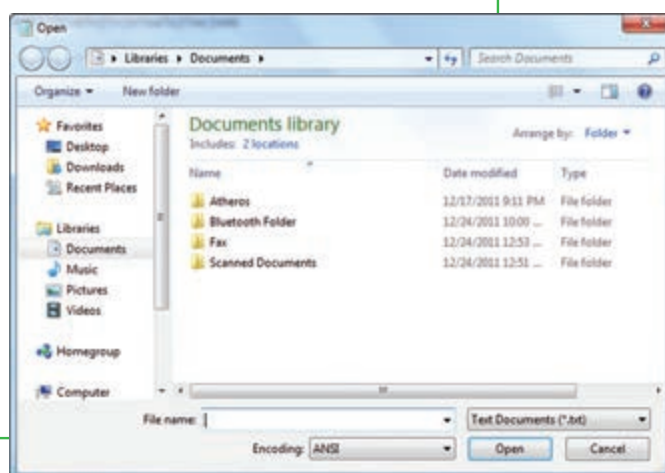 Open
Libraries ▸ Documents ▸
Search Documents
Organize New folder
Favorites
Desktop
Downloads
Recent Places
Libraries
Documents
Music
Pictures
Videos
Homegroup
Computer
Documents library
Includes: 2 locations
Arrange by: Folder
Name Date modified Type
Atheros 12/17/2011 9:11 PM File folder
Bluetooth Folder 12/24/2011 10:00 ... File folder
Fax 12/24/2011 12:53 ... File folder
Scanned Documents 12/24/2011 12:51 ... File folder
File name: Text Documents (*.txt)
Encoding: ANSI Open Cancel